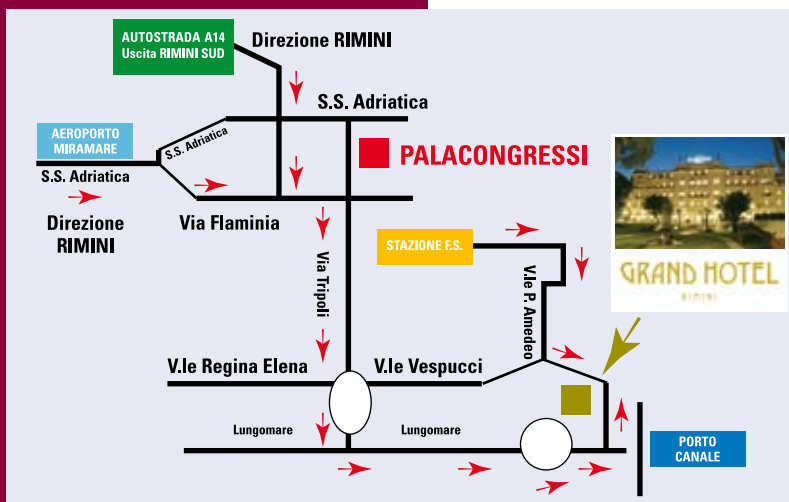 AUTOSTRADA A14
Uscita RIMINI SUD
Direzione RIMINI
S.S. Adriatica
AEROPORTO
MIRAMARE
S.S. Adriatica
S.S. Adriatica
PALACONGRESSI
Direzione
RIMINI
Via Flaminia
STAZIONE F.S.
Via Tripoli
V.le P. Amedeo
GRAND HOTEL
RIMINI
V.le Regina Elena
V.le Vespucci
Lungomare
Lungomare
PORTO
CANALE